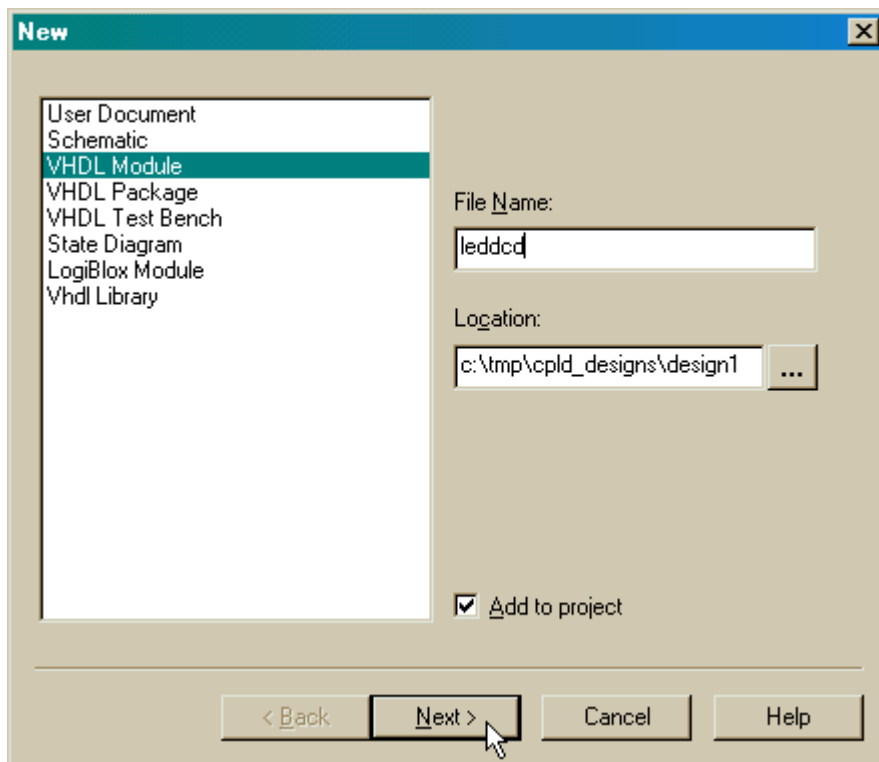 New
User Document
Schematic
VHDL Module
VHDL Package
VHDL Test Bench
State Diagram
LogiBlox Module
Vhdl Library
File Name:
leddcd
Location:
c:\tmp\cpld_designs\design1
...
Add to project
< Back
Next >
Cancel
Help